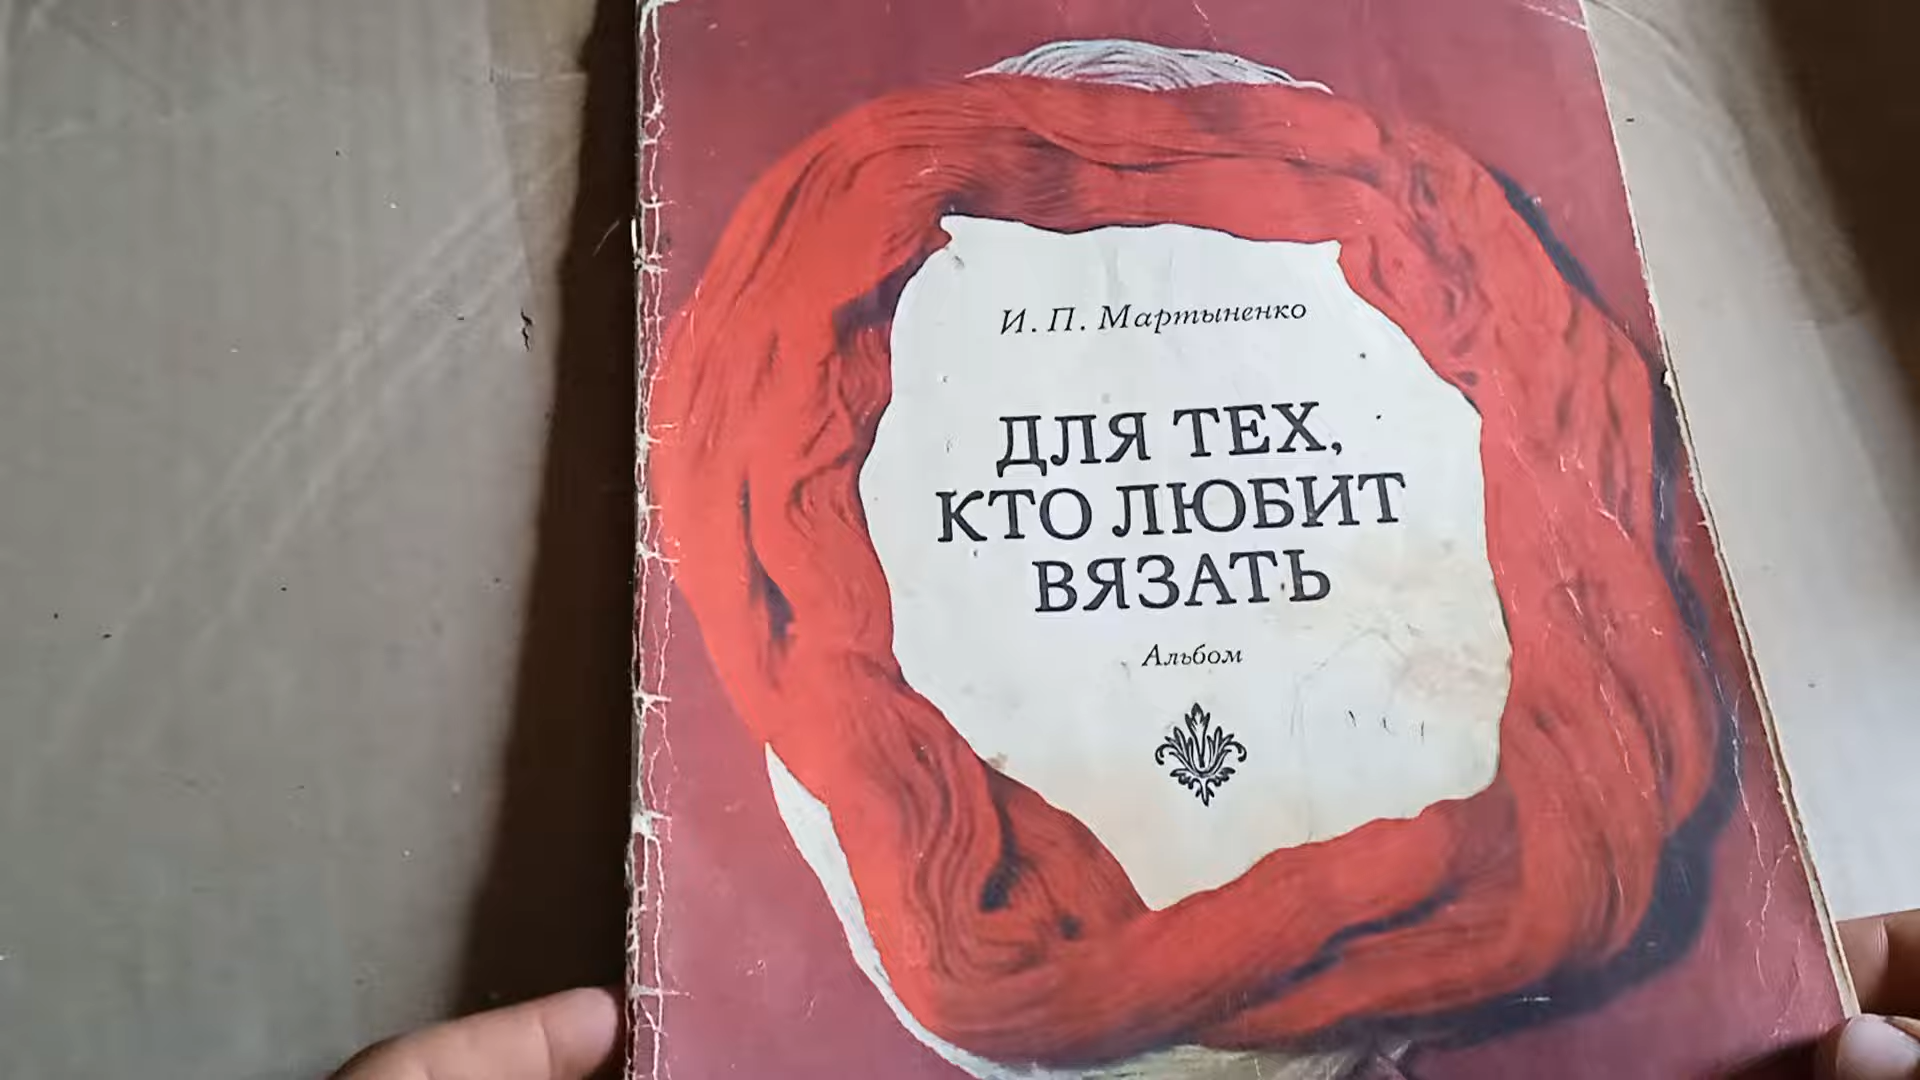 И. П. Мартыненко
ДЛЯ ТЕХ,
КТО ЛЮБИТ
ВЯЗАТЬ
Альбом